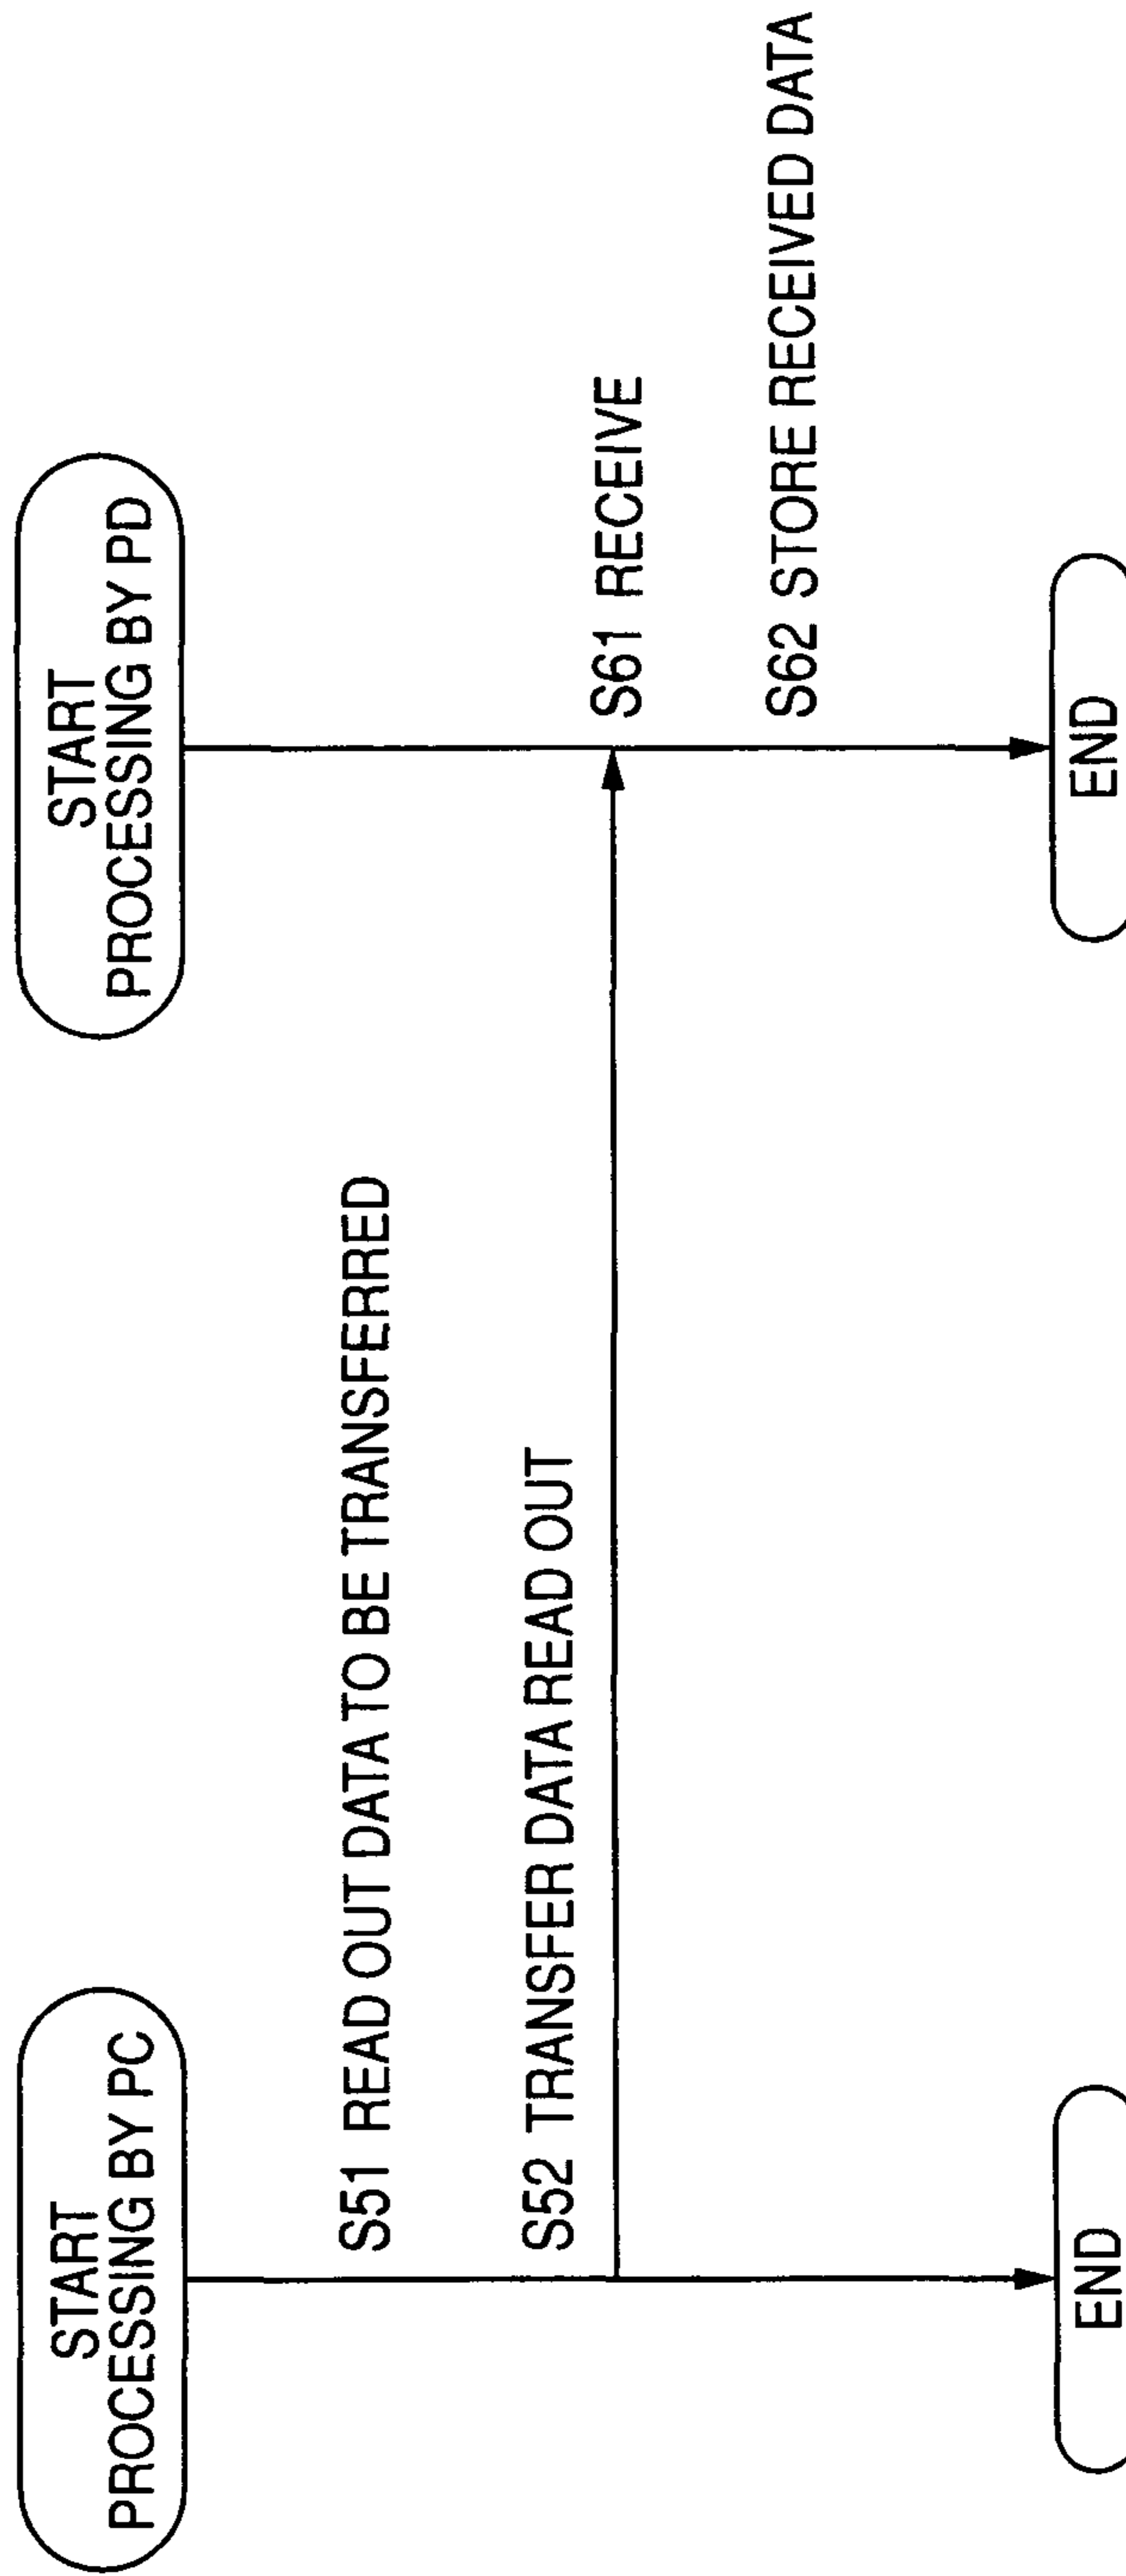 START
PROCESSING BY PC
S51 READ OUT DATA TO BE TRANSFERRED
S52 TRANSFER DATA READ OUT
END
START
PROCESSING BY PD
S61 RECEIVE
S62 STORE RECEIVED DATA
END